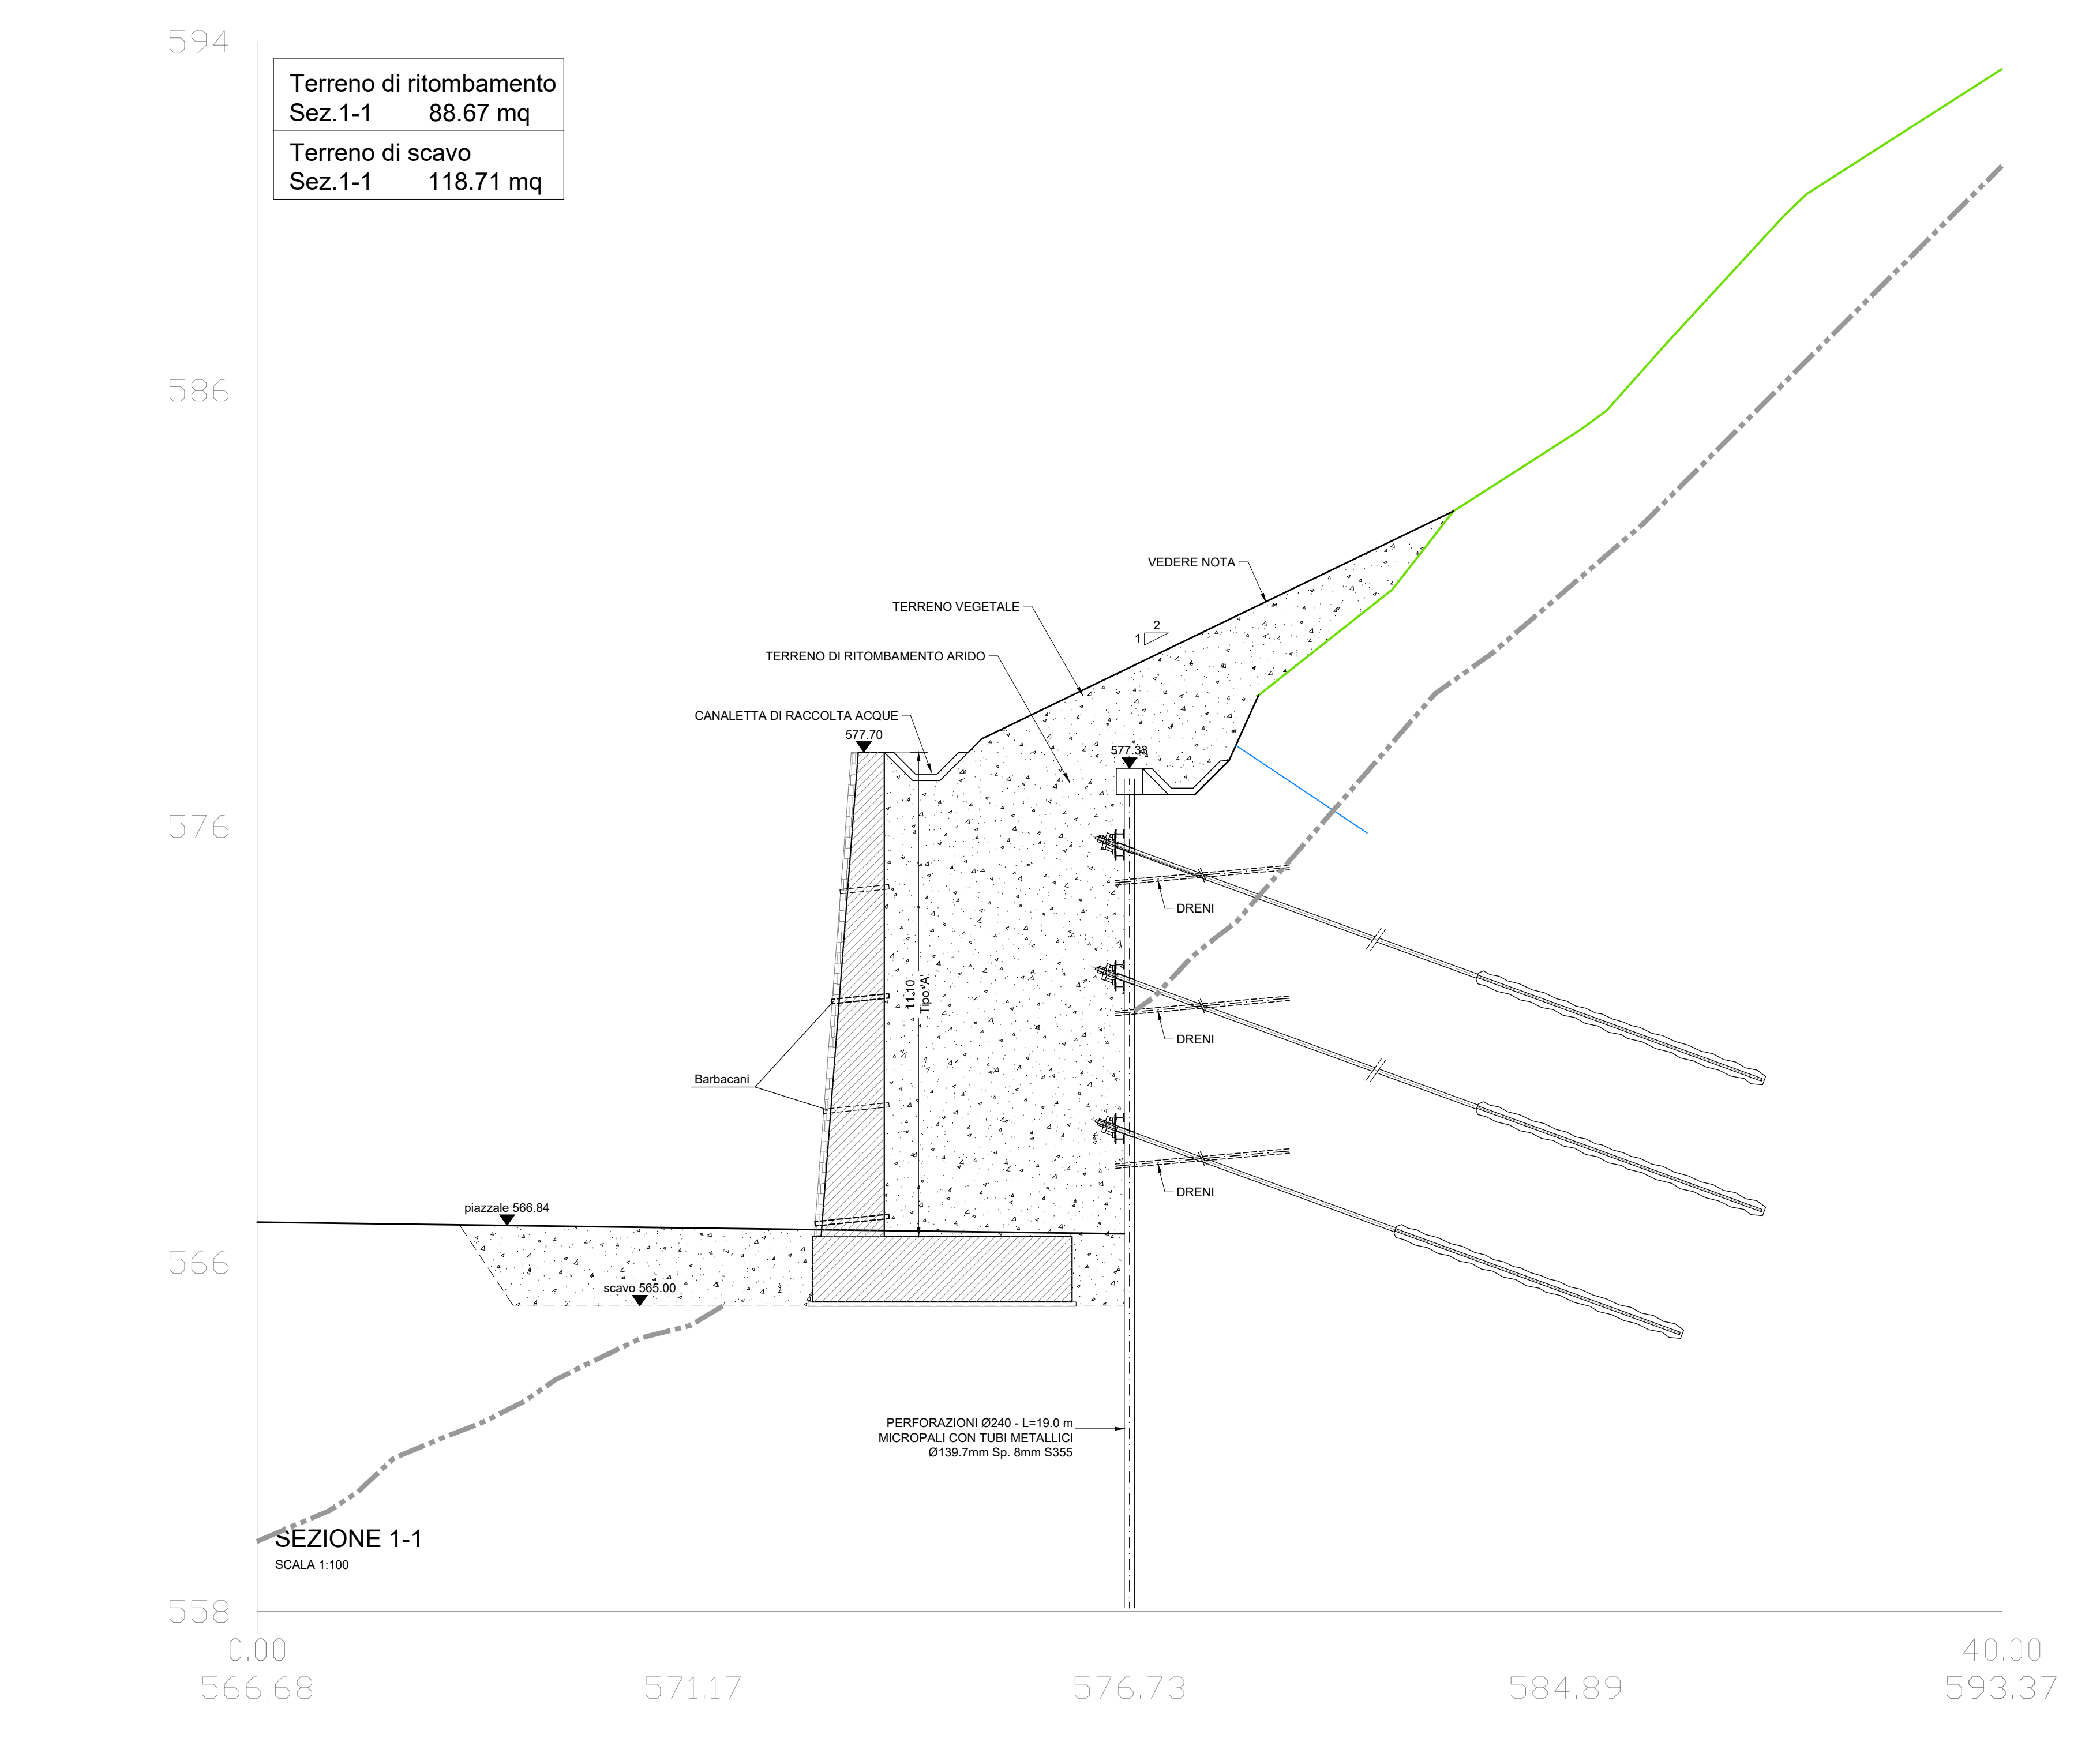 594
Terreno di ritombamento
Sez.1-1 88.67 mq
Terreno di scavo
Sez.1-1 118.71 mq
586
VEDERE NOTA
TERRENO VEGETALE
2
1
TERRENO DI RITOMBAMENTO ARIDO
CANALETTA DI RACCOLTA ACQUE
577.70
577.33
576
DRENI
11.10
Tipo 'A'
DRENI
Barbacani
DRENI
piazzale 566.84
566
scavo 565.00
PERFORAZIONI Ø240 - L=19.0 m
MICROPALI CON TUBI METALLICI
Ø139.7mm Sp. 8mm S355
SEZIONE 1-1
SCALA 1:100
558
0.00 40.00
566.68 571.17 576.73 584.89 593.37